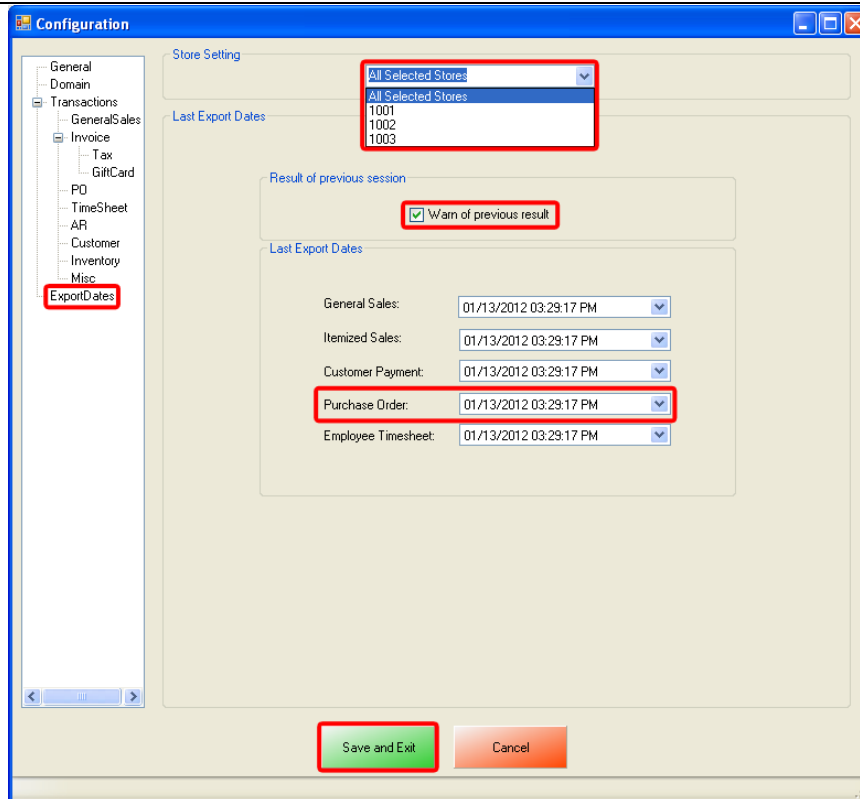 Configuration
General
Domain
Transactions
GeneralSales
Invoice
Tax
GiftCard
PO
TimeSheet
AR
Customer
Inventory
Misc
ExportDates
Store Setting
All Selected Stores
All Selected Stores
1001
1002
1003
Last Export Dates
Result of previous session
Warn of previous result
Last Export Dates
General Sales: 01/13/2012 03:29:17 PM
Itemized Sales: 01/13/2012 03:29:17 PM
Customer Payment: 01/13/2012 03:29:17 PM
Purchase Order: 01/13/2012 03:29:17 PM
Employee Timesheet: 01/13/2012 03:29:17 PM
Save and Exit
Cancel